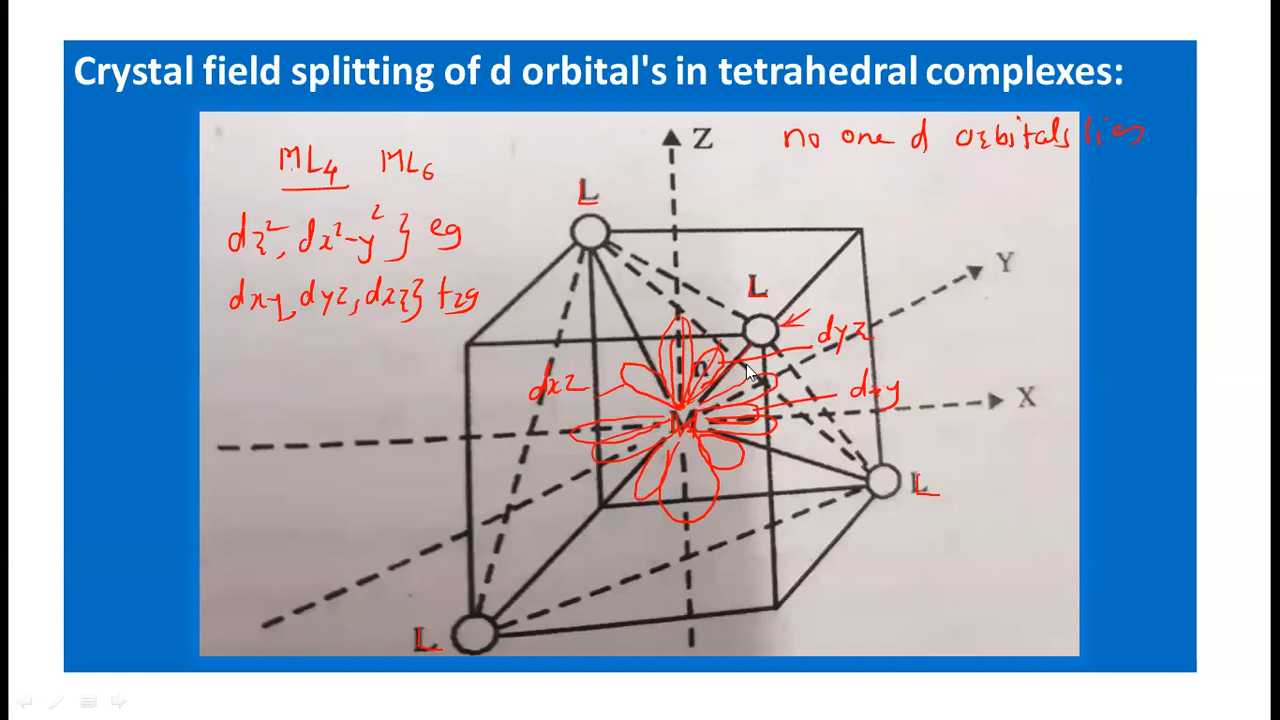 Crystal field splitting of d orbital's in tetrahedral complexes:
Z
no one d orbitals lies
ML4 ML6
L
dz2, dx2-y2 } eg
Y
L
dxy, dyz, dxz } t2g
dyz
dxz
dxy
X
M
L
L